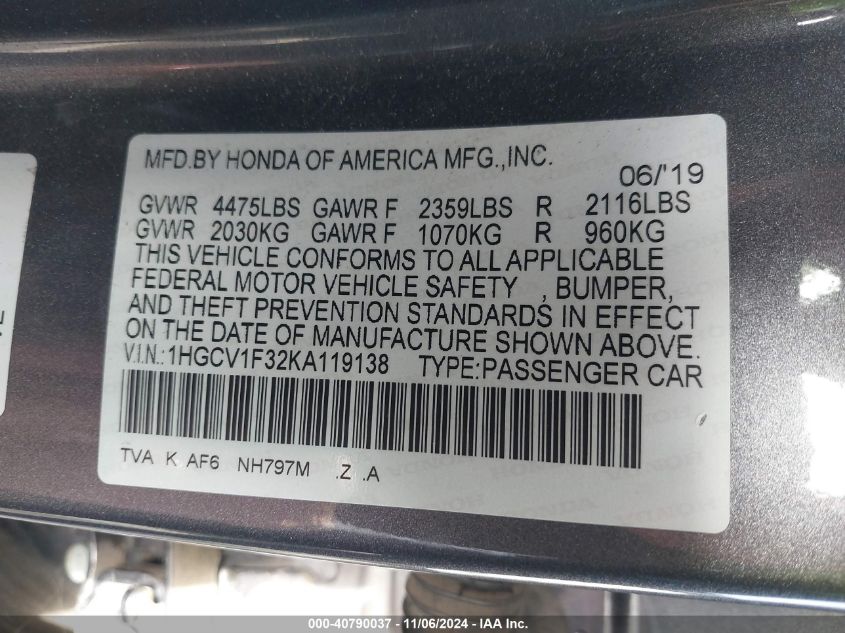 MFD.BY HONDA OF AMERICA MFG.,INC.
06/'19
GVWR 4475LBS GAWR F 2359LBS R 2116LBS
GVWR 2030KG GAWR F 1070KG R 960KG
THIS VEHICLE CONFORMS TO ALL APPLICABLE
FEDERAL MOTOR VEHICLE SAFETY , BUMPER,
AND THEFT PREVENTION STANDARDS IN EFFECT
ON THE DATE OF MANUFACTURE SHOWN ABOVE.
V.I.N.:1HGCV1F32KA119138 TYPE:PASSENGER CAR
TVA K AF6 NH797M .Z .A
000-40790037 - 11/06/2024 - IAA Inc.